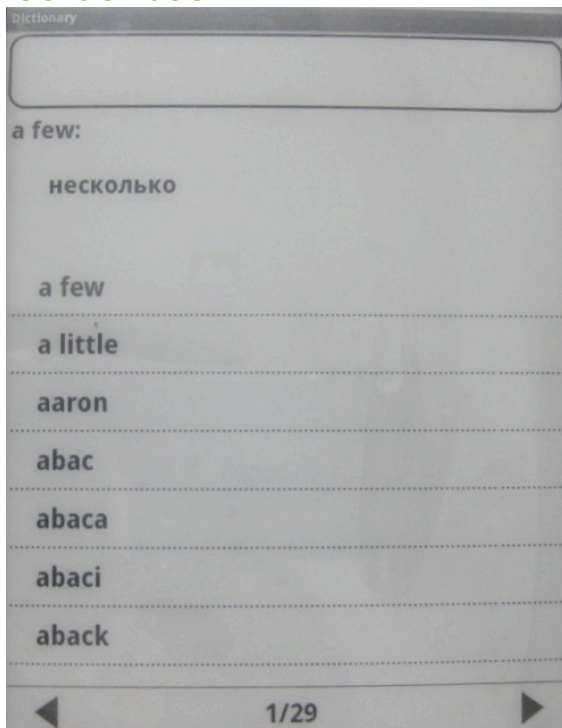 Dictionary
a few:
несколько
a few
a little
aaron
abac
abaca
abaci
aback
1/29